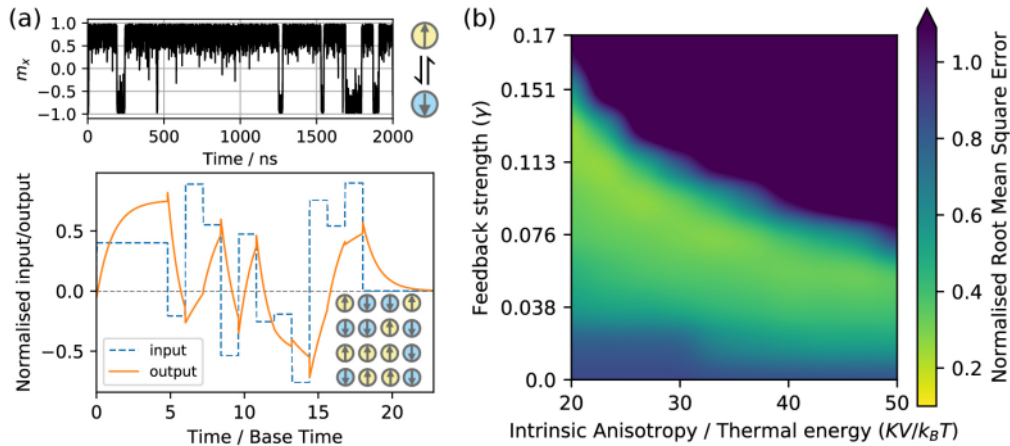 (a)
1.0
0.5
0.0
−0.5
−1.0
m_x
0 500 1000 1500 2000
Time / ns
Normalised input/output
0.5
0.0
−0.5
input
output
0 5 10 15 20
Time / Base Time
(b)
Feedback strength (γ)
0.17
0.151
0.113
0.076
0.038
0.0
20 30 40 50
Intrinsic Anisotropy / Thermal energy (KV/k_BT)
1.0
0.8
0.6
0.4
0.2
Normalised Root Mean Square Error